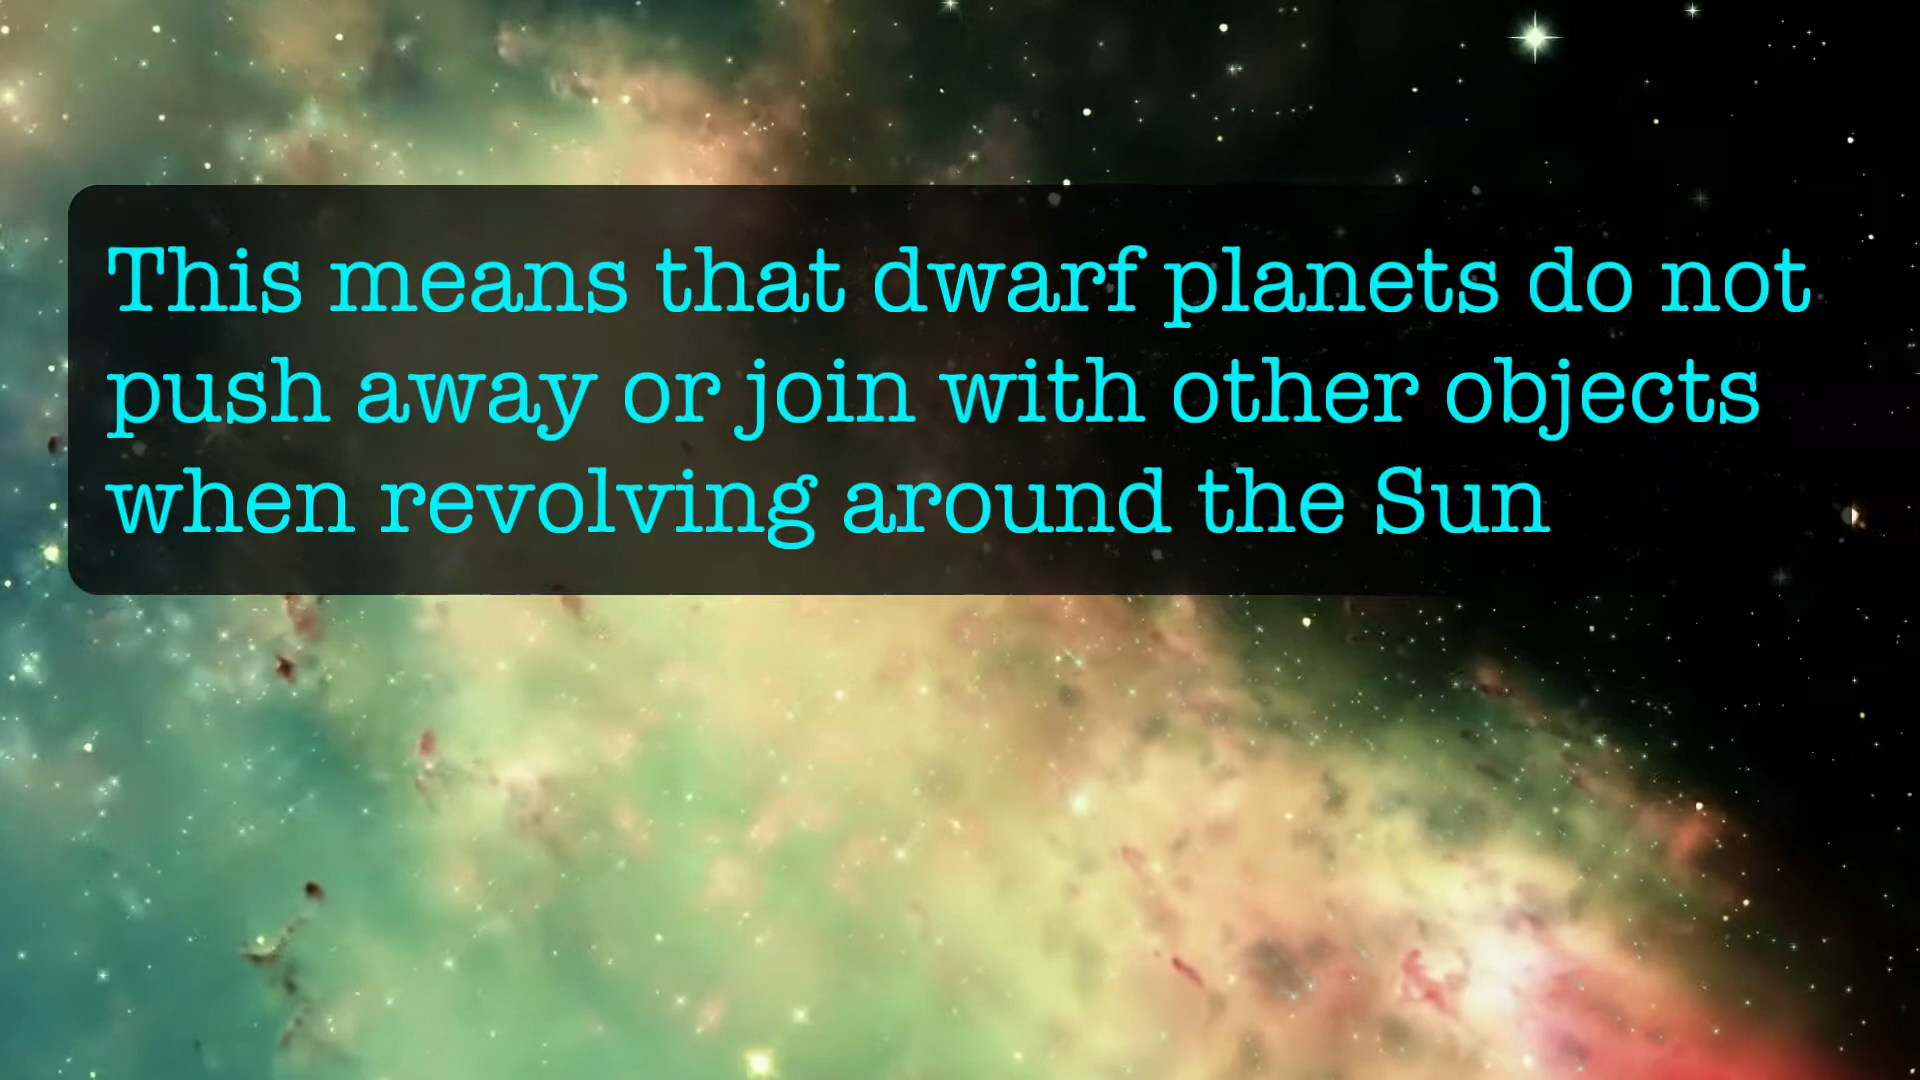 This means that dwarf planets do not
push away or join with other objects
when revolving around the Sun